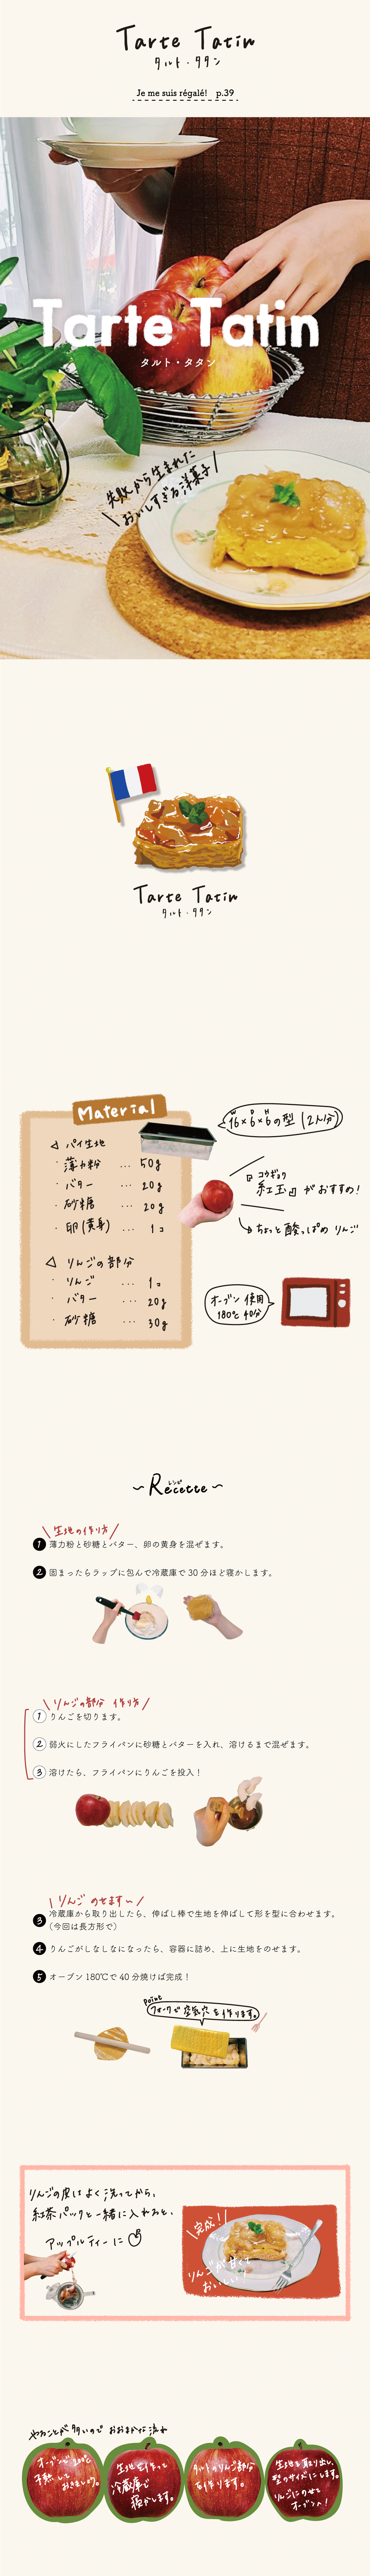 Tarte Tatin
タルト・タタン
Je me suis régalé! p.39
Tarte Tatin
タルト・タタン
失敗から生まれた
おいしすぎる洋菓子
Tarte Tatin
タルト・タタン
Material
パイ生地
薄力粉 … 50g
・バター … 20g
・砂糖 … 20g
・卵(黄身) … 1コ
りんごの部分
・りんご … 1コ
・バター … 20g
・砂糖 … 30g
16×6×6の型(2人分)
コウギョク
『紅玉』がおすすめ!
ちょっと酸っぱめりんご
オーブン使用
180℃ 40分
レシピ
〜Recette〜
生地の作り方
1 薄力粉と砂糖とバター、卵の黄身を混ぜます。
2 固まったらラップに包んで冷蔵庫で30分ほど寝かします。
りんごの部分 作り方
1 りんごを切ります。
2 弱火にしたフライパンに砂糖とバターを入れ、溶けるまで混ぜます。
3 溶けたら、フライパンにりんごを投入!
りんご のせます
3 冷蔵庫から取り出したら、伸ばし棒で生地を伸ばして形を型に合わせます。
(今回は長方形で)
4 りんごがしなしなになったら、容器に詰め、上に生地をのせます。
5 オーブン180℃で40分焼けば完成!
Point
フォークで空気穴を作ります。
りんごの皮はよく洗ってから、
紅茶パックと一緒に入れると、
アップルティーに
完成!
りんごが甘くて
おいしい
やることが多いので おおまかな流れ
オーブンで
予熱して
おきましょう。
生地を作って
冷蔵庫で
寝かします。
タルトのりんご部分
を作ります。
生地を取り出し、
型のサイズにします。
りんごにのせて
オーブンへ!